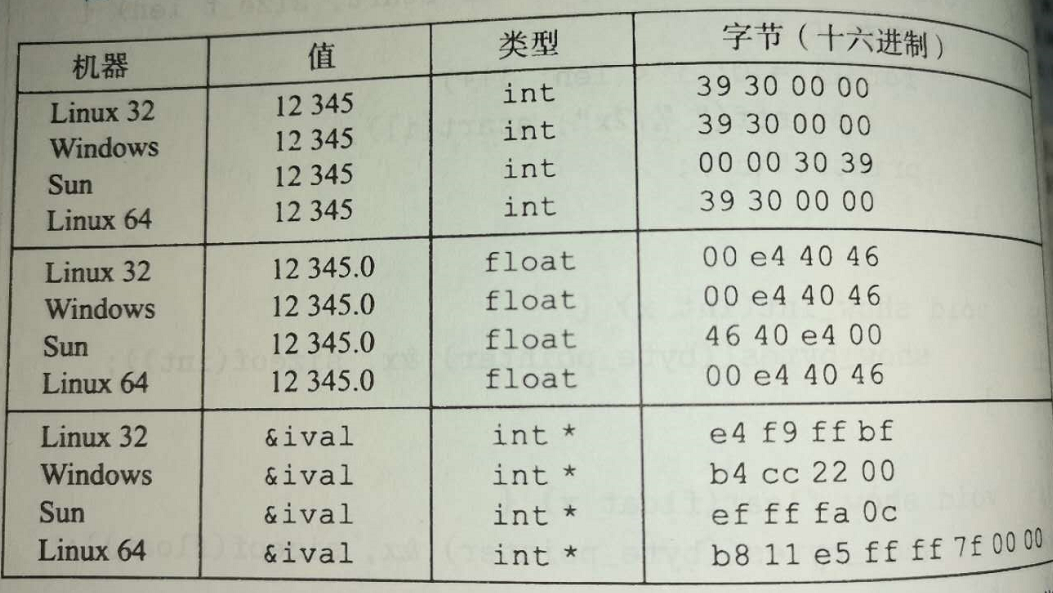 机器 值 类型 字节（十六进制）
Linux 32 12 345 int 39 30 00 00
Windows 12 345 int 39 30 00 00
Sun 12 345 int 00 00 30 39
Linux 64 12 345 int 39 30 00 00
Linux 32 12 345.0 float 00 e4 40 46
Windows 12 345.0 float 00 e4 40 46
Sun 12 345.0 float 46 40 e4 00
Linux 64 12 345.0 float 00 e4 40 46
Linux 32 &ival int * e4 f9 ff bf
Windows &ival int * b4 cc 22 00
Sun &ival int * ef ff fa 0c
Linux 64 &ival int * b8 11 e5 ff ff 7f 00 00